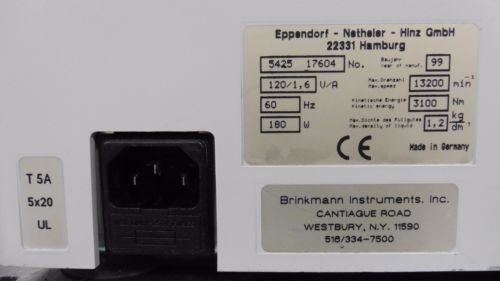 Eppendorf - Netheler - Hinz GmbH
22331 Hamburg
5425 17604 No. Baujahr Year of manuf. 99
120/1,6 V/A Max. Drehzahl Max. speed 13200 min⁻¹
60 Hz Kinetische Energie Kinetic energy 3100 Nm
180 W Max. Dichte des Füllgutes Max. density of liquid 1,2 kg/dm³
CE Made in Germany
T 5A
5x20
UL
Brinkmann Instruments, Inc.
CANTIAGUE ROAD
WESTBURY, N.Y. 11590
516/334-7500